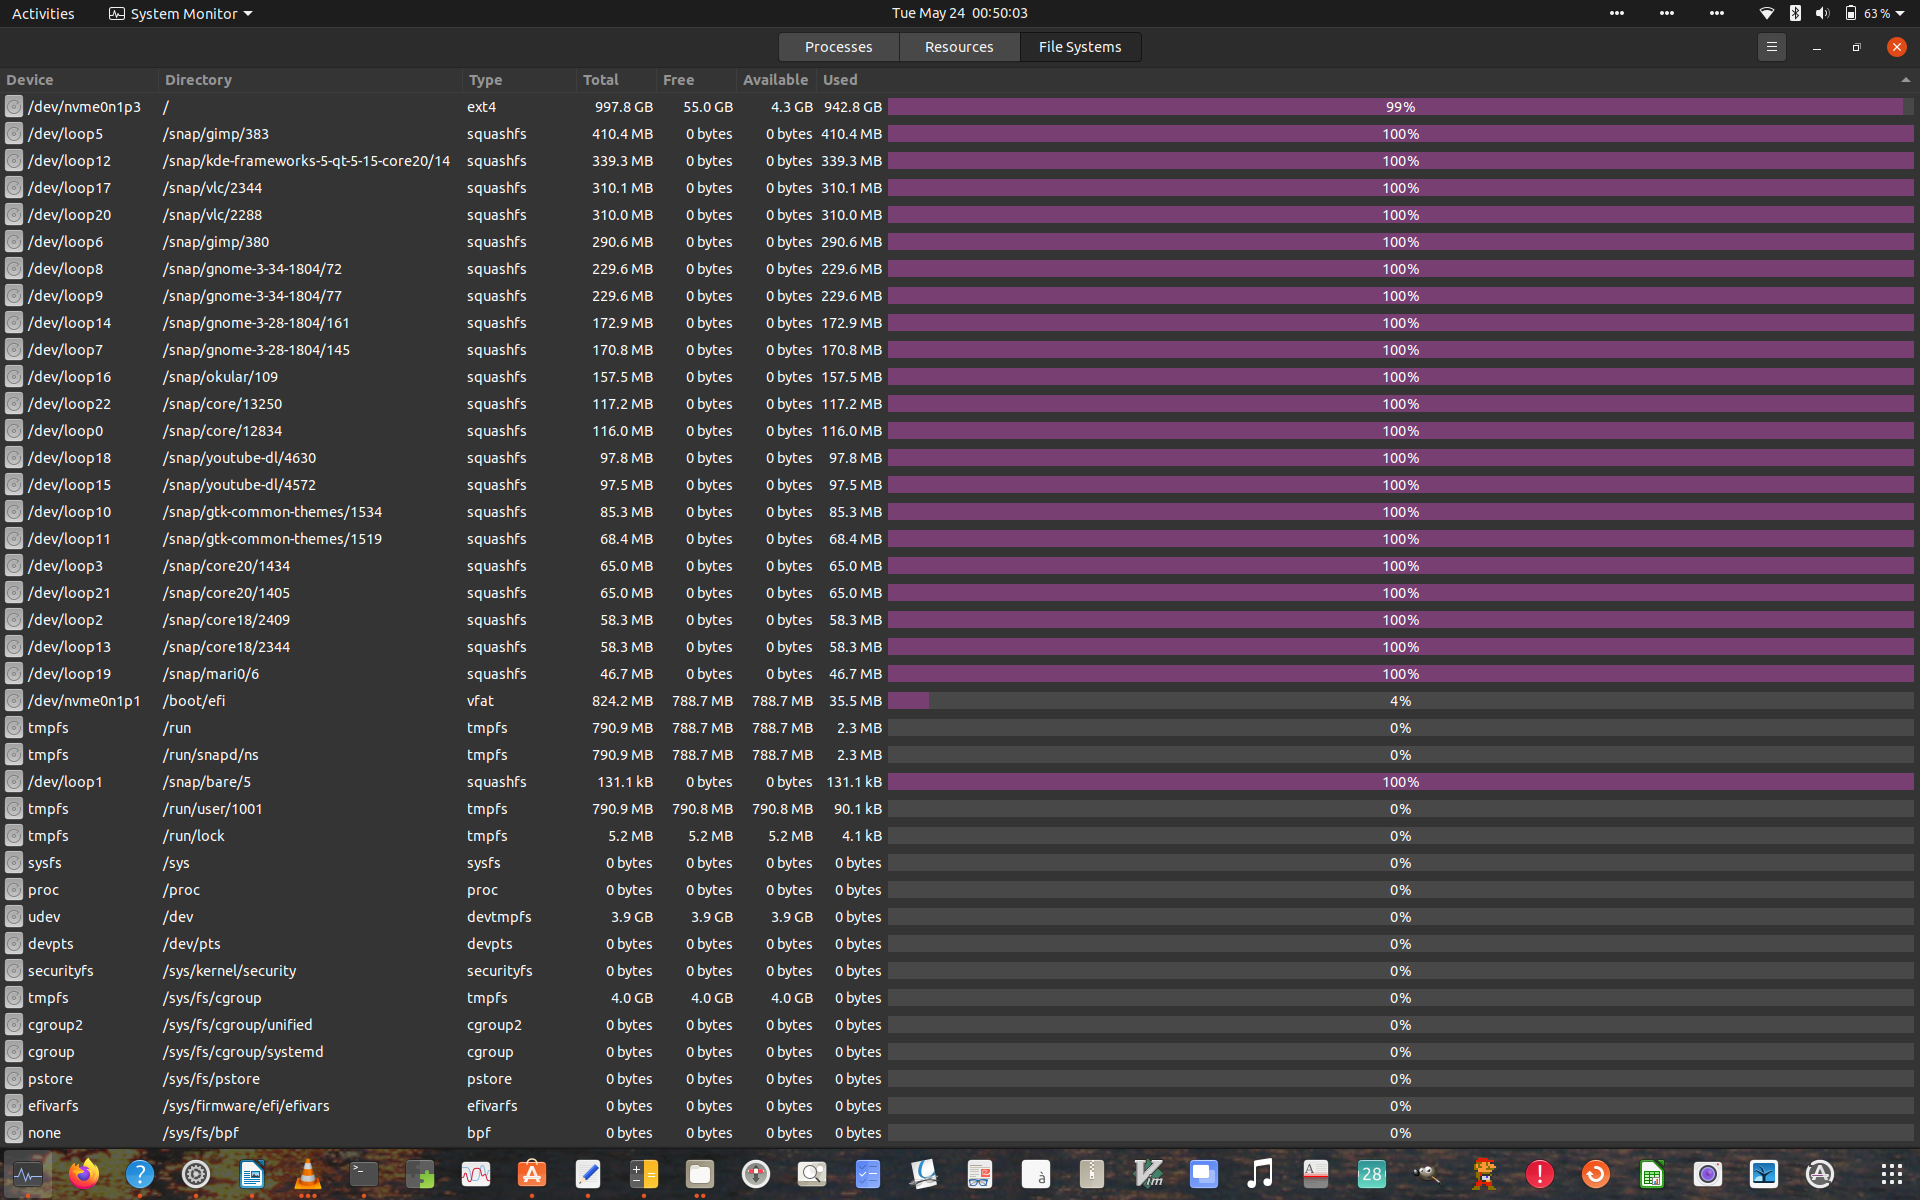 Activities System Monitor Tue May 24 00:50:03 63 %
Processes Resources File Systems
Device Directory Type Total Free Available Used
/dev/nvme0n1p3 / ext4 997.8 GB 55.0 GB 4.3 GB 942.8 GB 99%
/dev/loop5 /snap/gimp/383 squashfs 410.4 MB 0 bytes 0 bytes 410.4 MB 100%
/dev/loop12 /snap/kde-frameworks-5-qt-5-15-core20/14 squashfs 339.3 MB 0 bytes 0 bytes 339.3 MB 100%
/dev/loop17 /snap/vlc/2344 squashfs 310.1 MB 0 bytes 0 bytes 310.1 MB 100%
/dev/loop20 /snap/vlc/2288 squashfs 310.0 MB 0 bytes 0 bytes 310.0 MB 100%
/dev/loop6 /snap/gimp/380 squashfs 290.6 MB 0 bytes 0 bytes 290.6 MB 100%
/dev/loop8 /snap/gnome-3-34-1804/72 squashfs 229.6 MB 0 bytes 0 bytes 229.6 MB 100%
/dev/loop9 /snap/gnome-3-34-1804/77 squashfs 229.6 MB 0 bytes 0 bytes 229.6 MB 100%
/dev/loop14 /snap/gnome-3-28-1804/161 squashfs 172.9 MB 0 bytes 0 bytes 172.9 MB 100%
/dev/loop7 /snap/gnome-3-28-1804/145 squashfs 170.8 MB 0 bytes 0 bytes 170.8 MB 100%
/dev/loop16 /snap/okular/109 squashfs 157.5 MB 0 bytes 0 bytes 157.5 MB 100%
/dev/loop22 /snap/core/13250 squashfs 117.2 MB 0 bytes 0 bytes 117.2 MB 100%
/dev/loop0 /snap/core/12834 squashfs 116.0 MB 0 bytes 0 bytes 116.0 MB 100%
/dev/loop18 /snap/youtube-dl/4630 squashfs 97.8 MB 0 bytes 0 bytes 97.8 MB 100%
/dev/loop15 /snap/youtube-dl/4572 squashfs 97.5 MB 0 bytes 0 bytes 97.5 MB 100%
/dev/loop10 /snap/gtk-common-themes/1534 squashfs 85.3 MB 0 bytes 0 bytes 85.3 MB 100%
/dev/loop11 /snap/gtk-common-themes/1519 squashfs 68.4 MB 0 bytes 0 bytes 68.4 MB 100%
/dev/loop3 /snap/core20/1434 squashfs 65.0 MB 0 bytes 0 bytes 65.0 MB 100%
/dev/loop21 /snap/core20/1405 squashfs 65.0 MB 0 bytes 0 bytes 65.0 MB 100%
/dev/loop2 /snap/core18/2409 squashfs 58.3 MB 0 bytes 0 bytes 58.3 MB 100%
/dev/loop13 /snap/core18/2344 squashfs 58.3 MB 0 bytes 0 bytes 58.3 MB 100%
/dev/loop19 /snap/mari0/6 squashfs 46.7 MB 0 bytes 0 bytes 46.7 MB 100%
/dev/nvme0n1p1 /boot/efi vfat 824.2 MB 788.7 MB 788.7 MB 35.5 MB 4%
tmpfs /run tmpfs 790.9 MB 788.7 MB 788.7 MB 2.3 MB 0%
tmpfs /run/snapd/ns tmpfs 790.9 MB 788.7 MB 788.7 MB 2.3 MB 0%
/dev/loop1 /snap/bare/5 squashfs 131.1 kB 0 bytes 0 bytes 131.1 kB 100%
tmpfs /run/user/1001 tmpfs 790.9 MB 790.8 MB 790.8 MB 90.1 kB 0%
tmpfs /run/lock tmpfs 5.2 MB 5.2 MB 5.2 MB 4.1 kB 0%
sysfs /sys sysfs 0 bytes 0 bytes 0 bytes 0 bytes 0%
proc /proc proc 0 bytes 0 bytes 0 bytes 0 bytes 0%
udev /dev devtmpfs 3.9 GB 3.9 GB 3.9 GB 0 bytes 0%
devpts /dev/pts devpts 0 bytes 0 bytes 0 bytes 0 bytes 0%
securityfs /sys/kernel/security securityfs 0 bytes 0 bytes 0 bytes 0 bytes 0%
tmpfs /sys/fs/cgroup tmpfs 4.0 GB 4.0 GB 4.0 GB 0 bytes 0%
cgroup2 /sys/fs/cgroup/unified cgroup2 0 bytes 0 bytes 0 bytes 0 bytes 0%
cgroup /sys/fs/cgroup/systemd cgroup 0 bytes 0 bytes 0 bytes 0 bytes 0%
pstore /sys/fs/pstore pstore 0 bytes 0 bytes 0 bytes 0 bytes 0%
efivarfs /sys/firmware/efi/efivars efivarfs 0 bytes 0 bytes 0 bytes 0 bytes 0%
none /sys/fs/bpf bpf 0 bytes 0 bytes 0 bytes 0 bytes 0%
? à Vim A 28 !